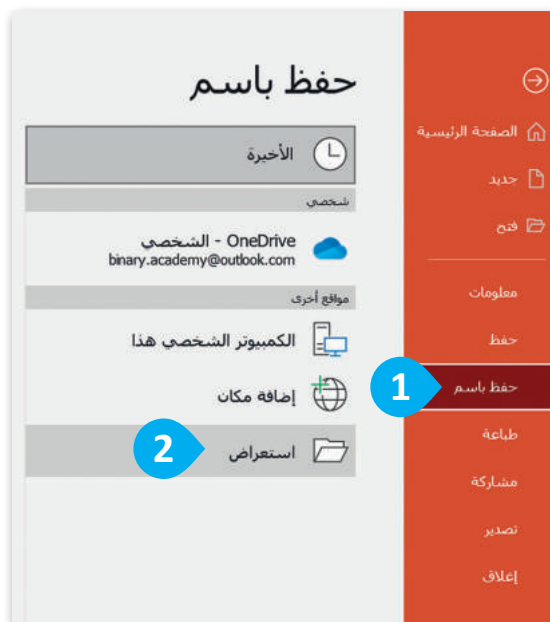 الصفحة الرئيسية
جديد
فتح
معلومات
حفظ
حفظ باسم
1
طباعة
مشاركة
تصدير
إغلاق
حفظ باسم
الأخيرة
شخصي
OneDrive - الشخصي
binary.academy@outlook.com
مواقع أخرى
الكمبيوتر الشخصي هذا
إضافة مكان
استعراض
2